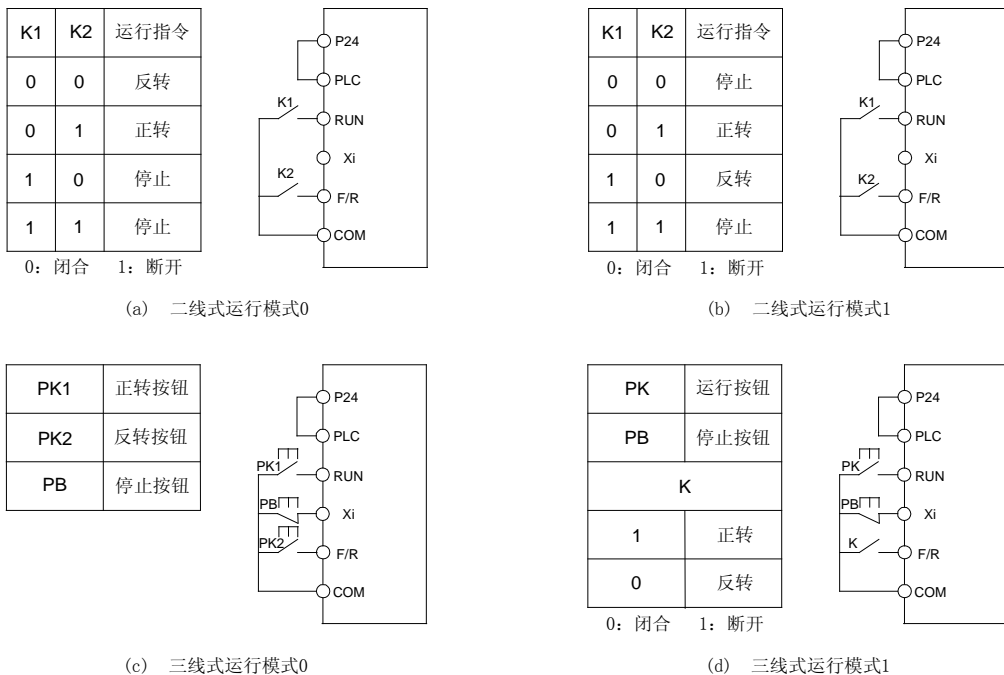 K1 K2 运行指令
0 0 反转
0 1 正转
1 0 停止
1 1 停止
0：闭合 1：断开
P24
PLC
K1
RUN
Xi
K2
F/R
COM
(a) 二线式运行模式0
K1 K2 运行指令
0 0 停止
0 1 正转
1 0 反转
1 1 停止
0：闭合 1：断开
P24
PLC
K1
RUN
Xi
K2
F/R
COM
(b) 二线式运行模式1
PK1 正转按钮
PK2 反转按钮
PB 停止按钮
P24
PLC
PK1
RUN
PB
Xi
PK2
F/R
COM
(c) 三线式运行模式0
PK 运行按钮
PB 停止按钮
K
1 正转
0 反转
0：闭合 1：断开
P24
PLC
PK
RUN
PB
Xi
K
F/R
COM
(d) 三线式运行模式1